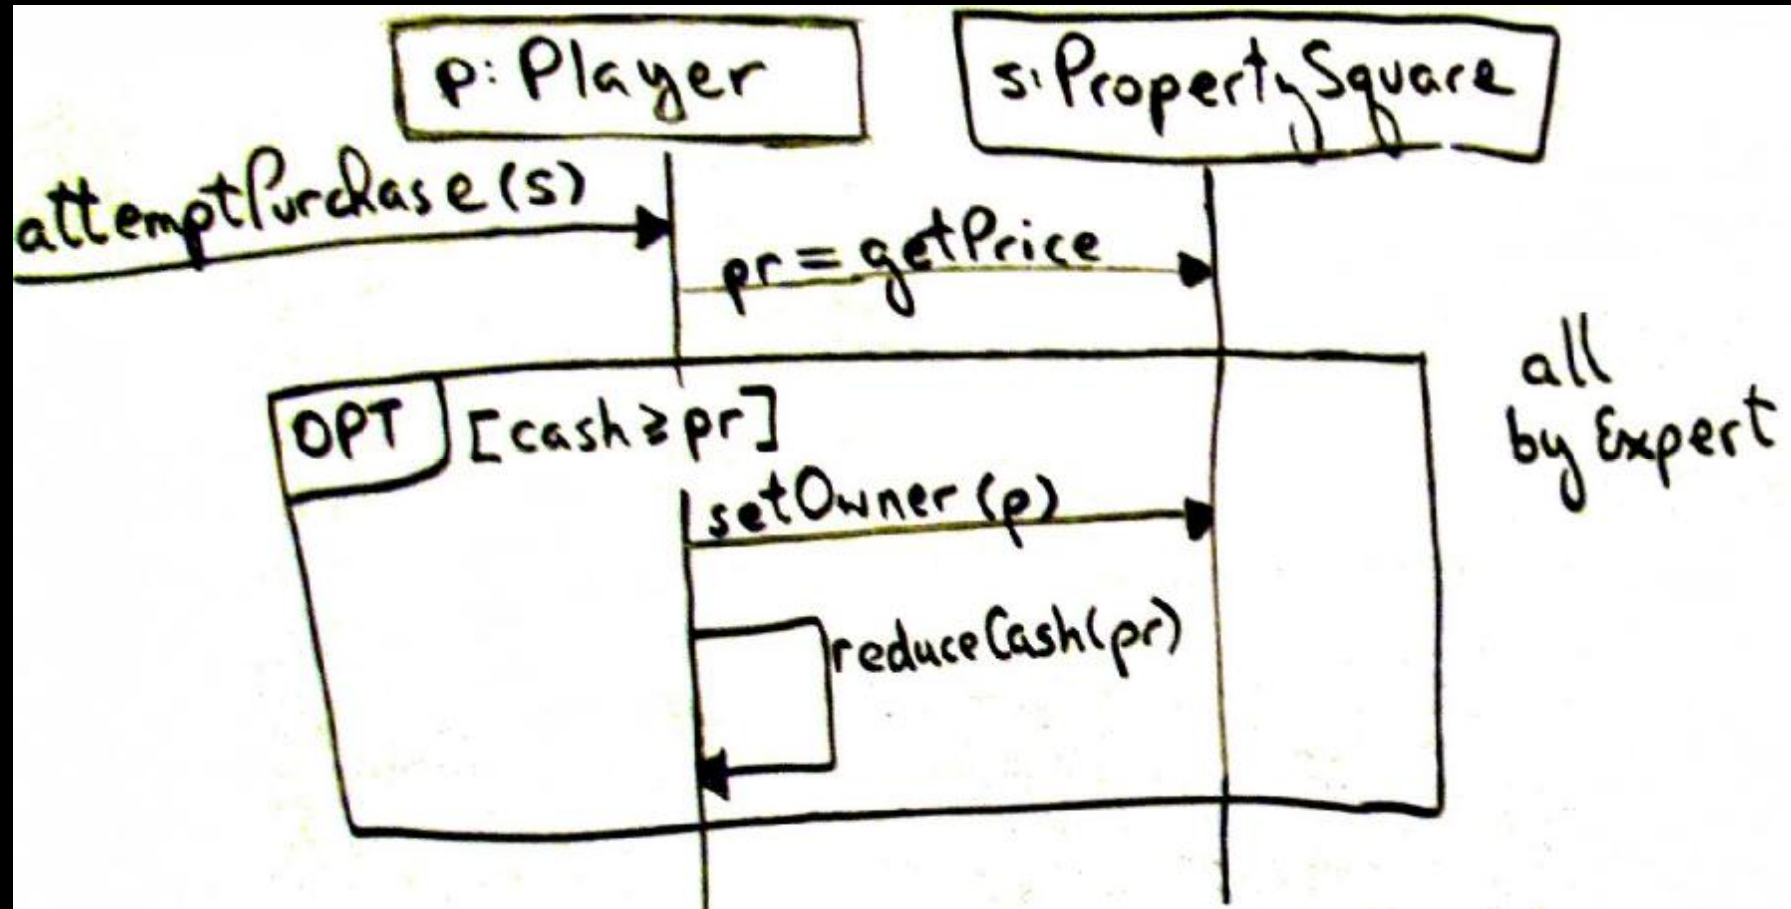 p: Player
s: PropertySquare
attemptPurchase(s)
pr = getPrice
all
by Expert
OPT
[cash ≥ pr]
setOwner (p)
reduceCash(pr)